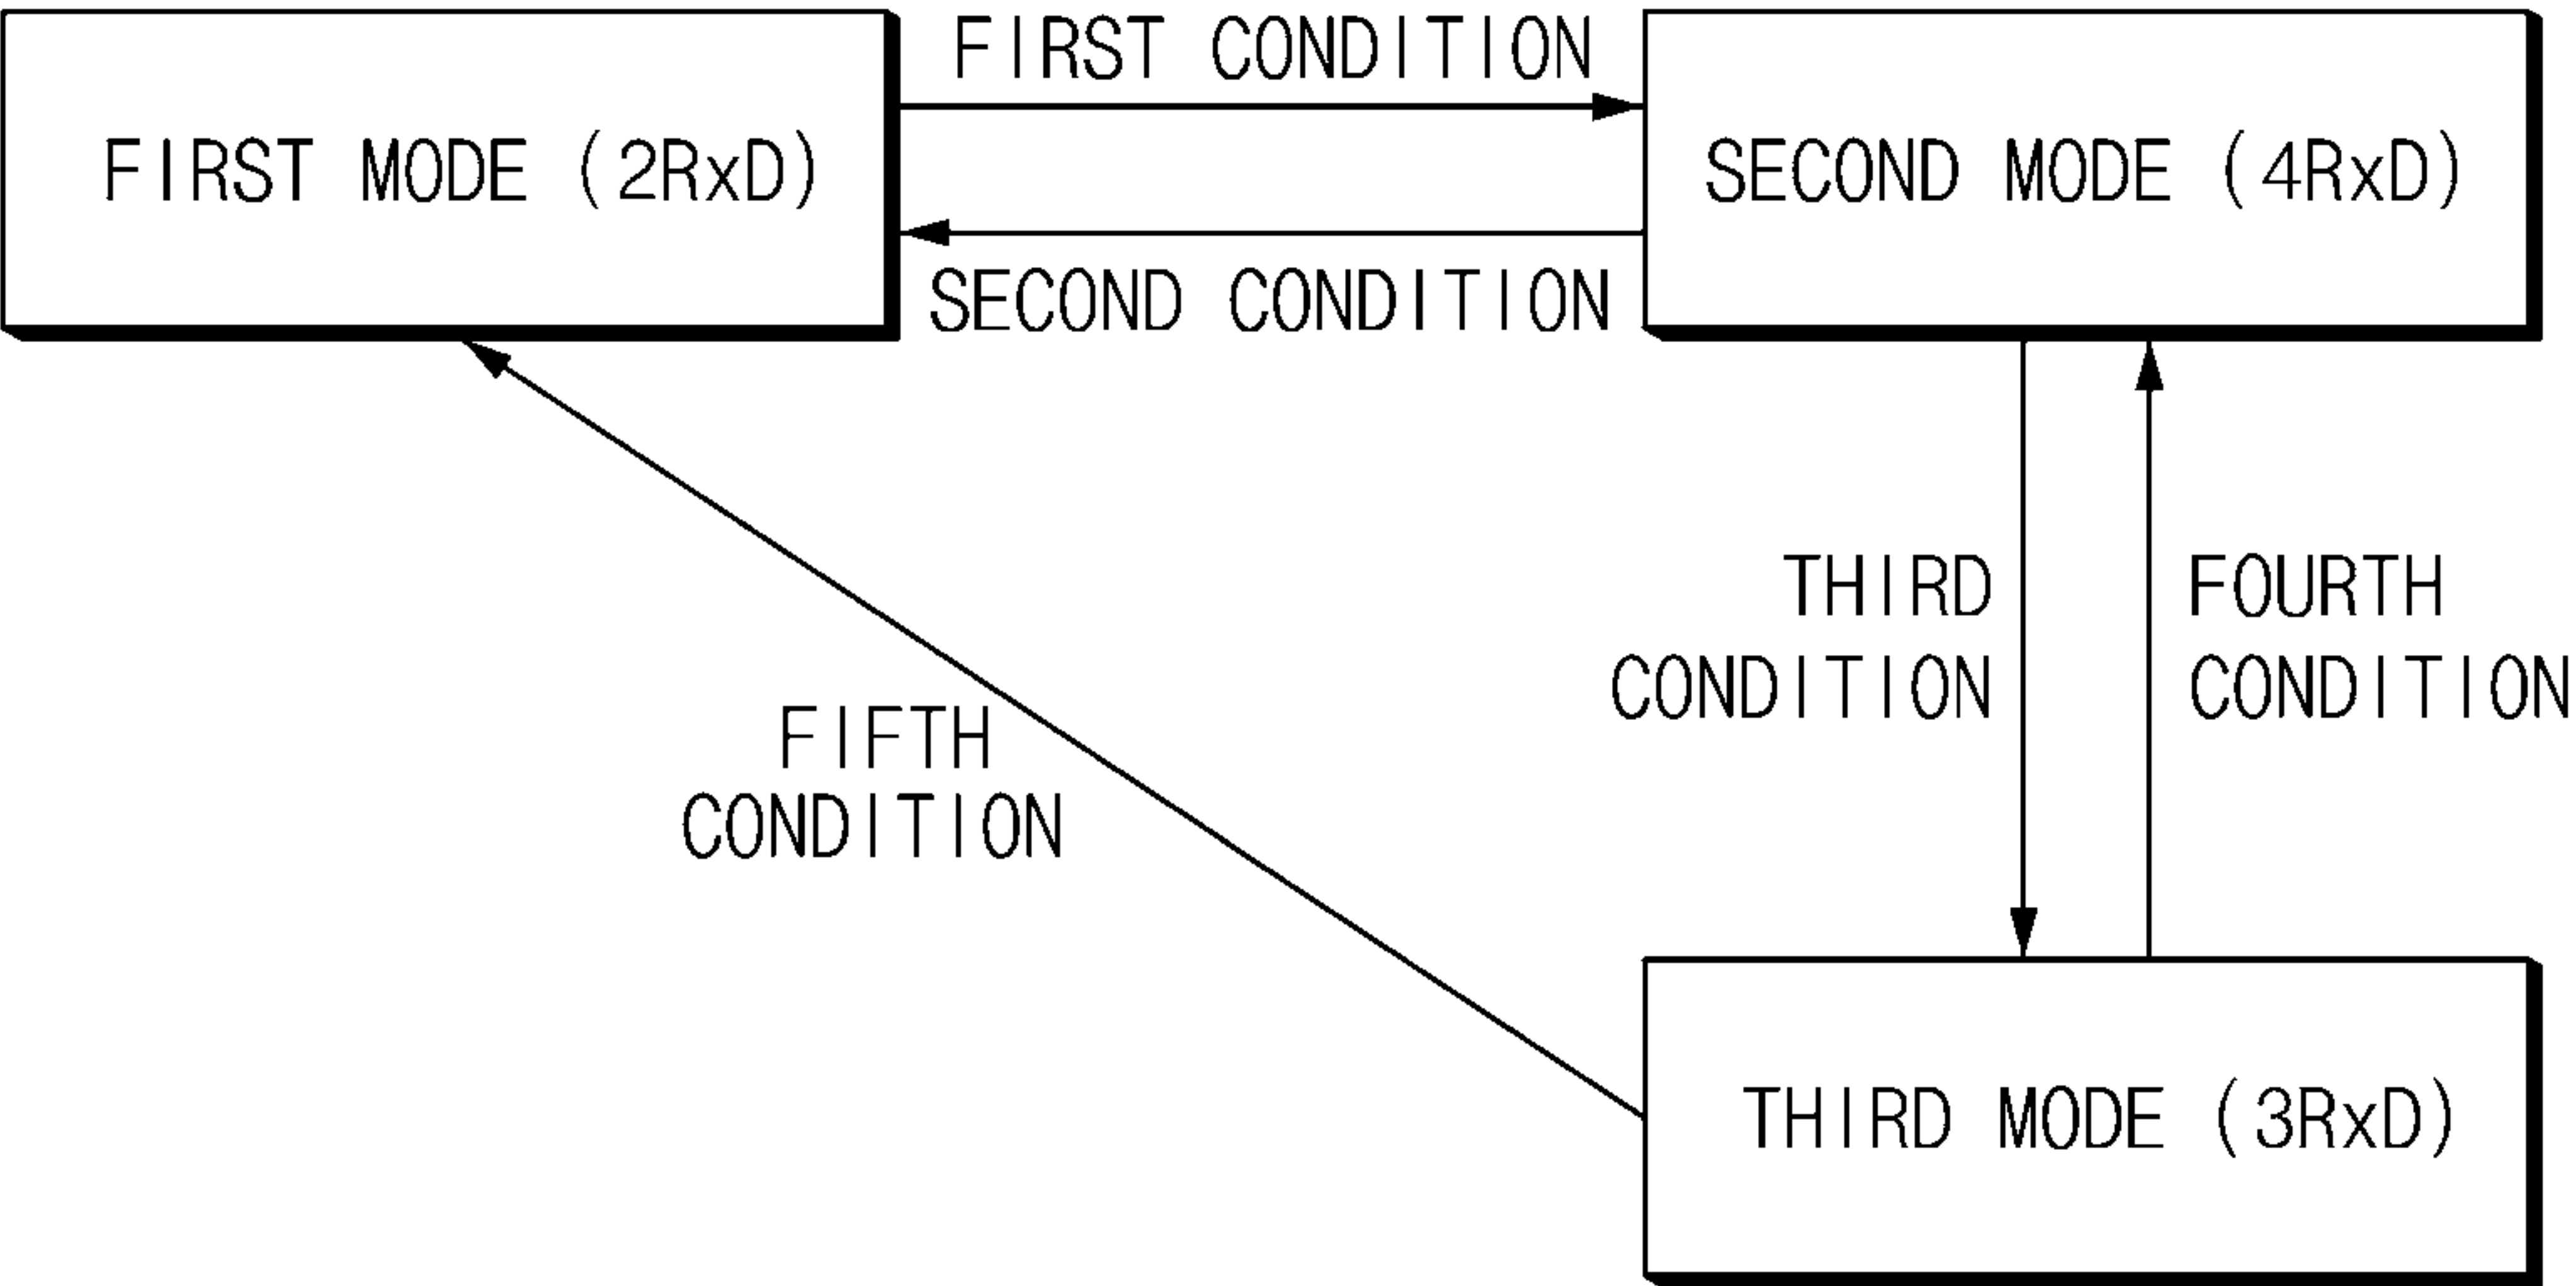 FIRST CONDITION
FIRST MODE (2RxD)
SECOND MODE (4RxD)
SECOND CONDITION
THIRD
CONDITION
FOURTH
CONDITION
FIFTH
CONDITION
THIRD MODE (3RxD)